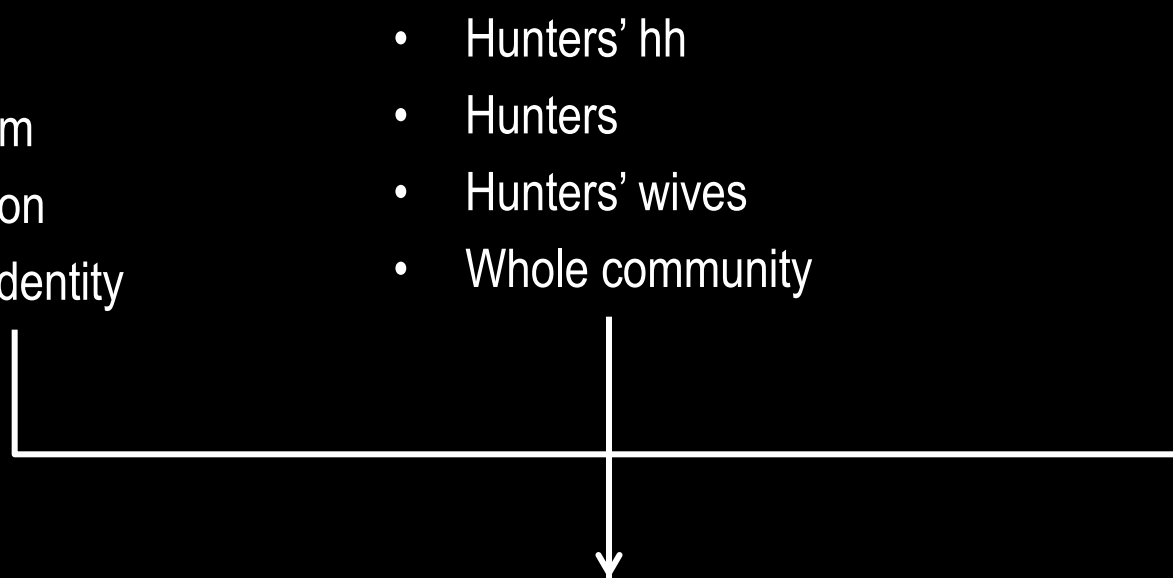 • Hunters’ hh
• Hunters
• Hunters’ wives
• Whole community
m
on
dentity